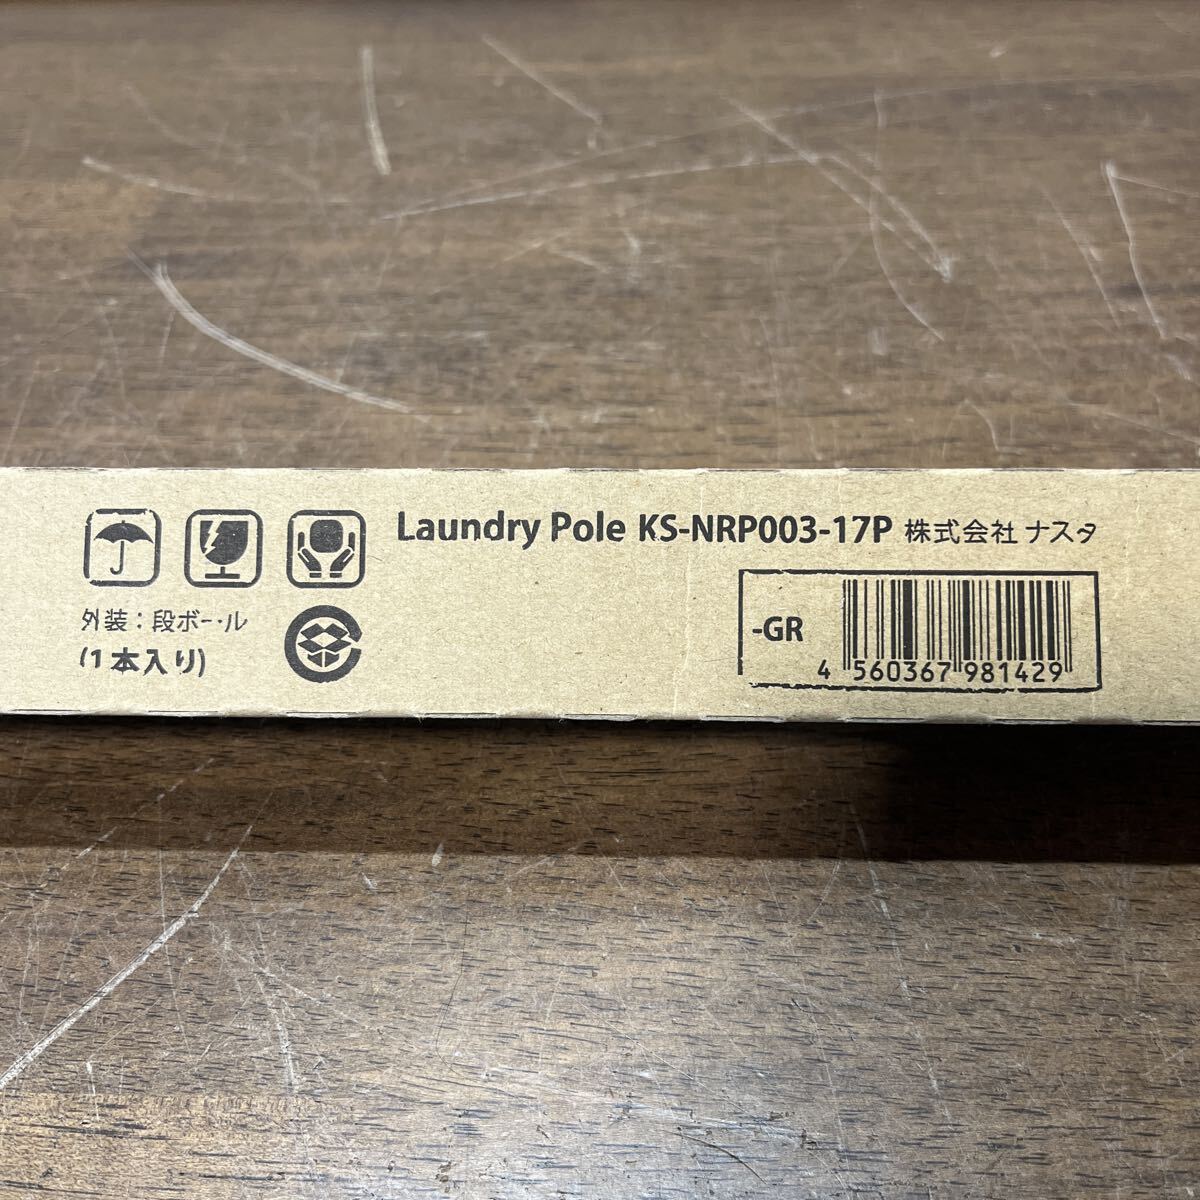 Laundry Pole KS-NRP003-17P 株式会社 ナスタ
外装：段ボール
(1本入り)
-GR
4 560367 981429